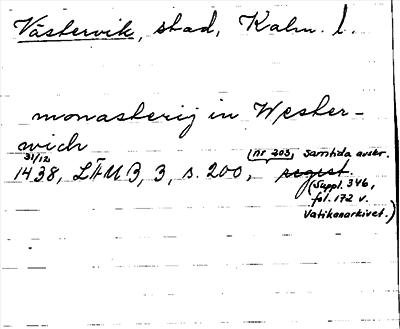 Västervik, stad, Kalm. l.
monasterij in Wester-
wich
31/12 (nr 203, samtida avskr.
1438, LÄUB, 3, s. 200, regest.
(Suppl. 346,
fol. 172 v.
Vatikanarkivet.)